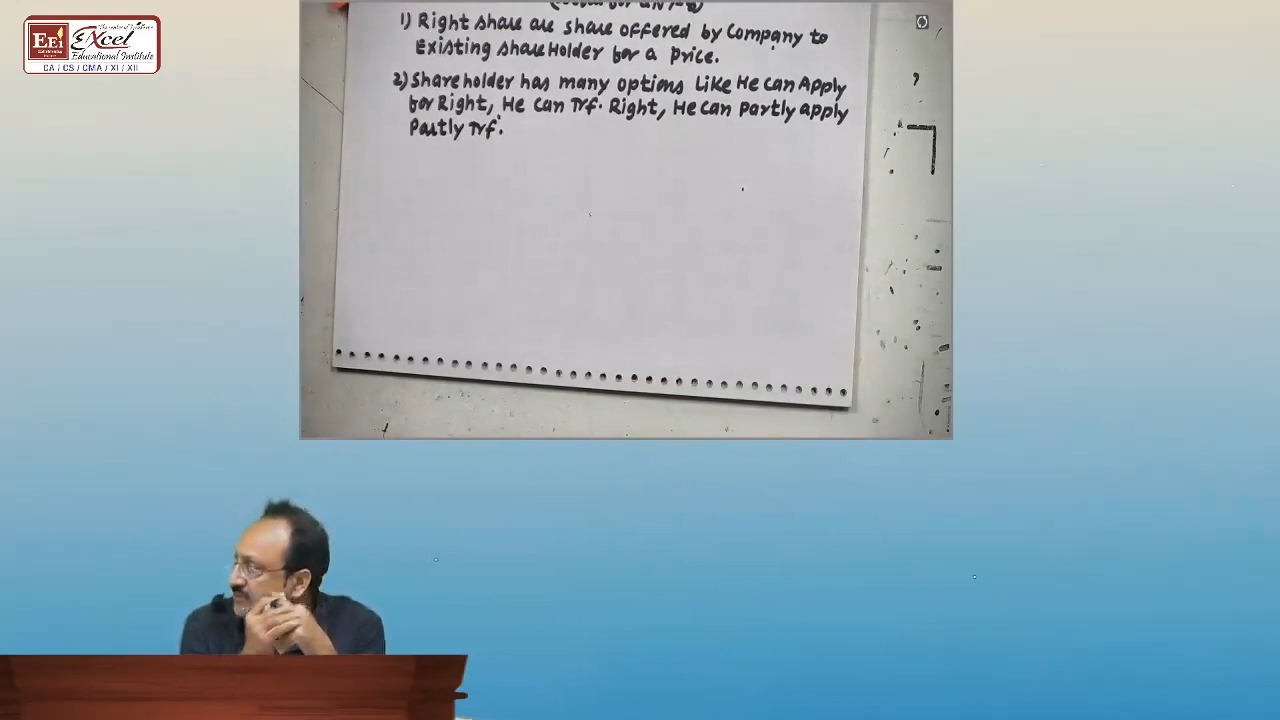 EEi
Excel
Educational Institute
CA / CS / CMA / XI / XII
1) Right share are share offered by Company to
Existing shareHolder for a Price.
2) Shareholder has many options Like He can Apply
for Right, He can Trf. Right, He can Partly apply
Partly Trf.